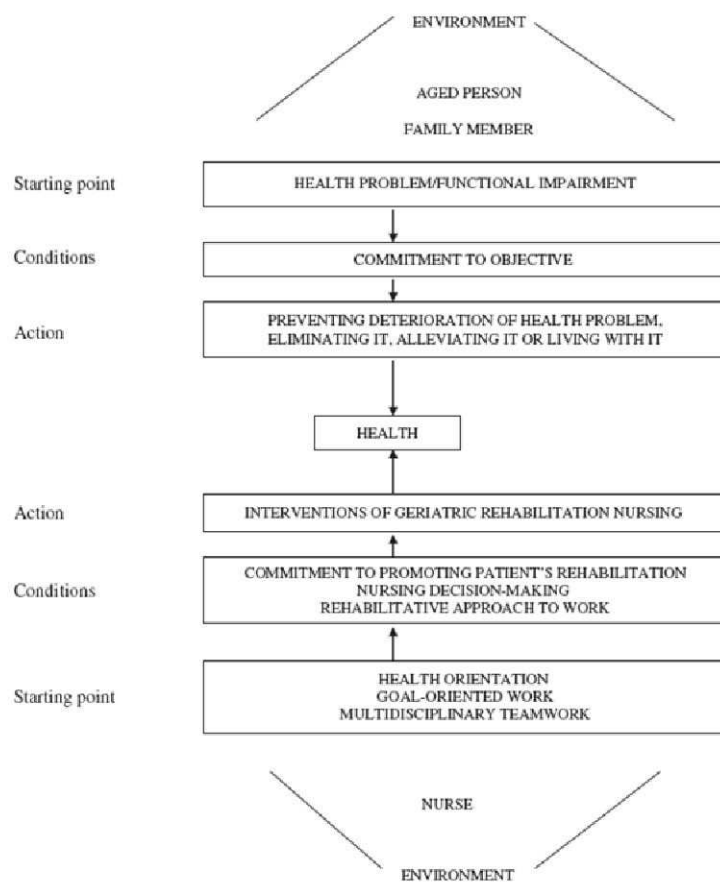 ENVIRONMENT
AGED PERSON
FAMILY MEMBER
Starting point
HEALTH PROBLEM/FUNCTIONAL IMPAIRMENT
Conditions
COMMITMENT TO OBJECTIVE
Action
PREVENTING DETERIORATION OF HEALTH PROBLEM,
ELIMINATING IT, ALLEVIATING IT OR LIVING WITH IT
HEALTH
Action
INTERVENTIONS OF GERIATRIC REHABILITATION NURSING
Conditions
COMMITMENT TO PROMOTING PATIENT'S REHABILITATION
NURSING DECISION-MAKING
REHABILITATIVE APPROACH TO WORK
Starting point
HEALTH ORIENTATION
GOAL-ORIENTED WORK
MULTIDISCIPLINARY TEAMWORK
NURSE
ENVIRONMENT